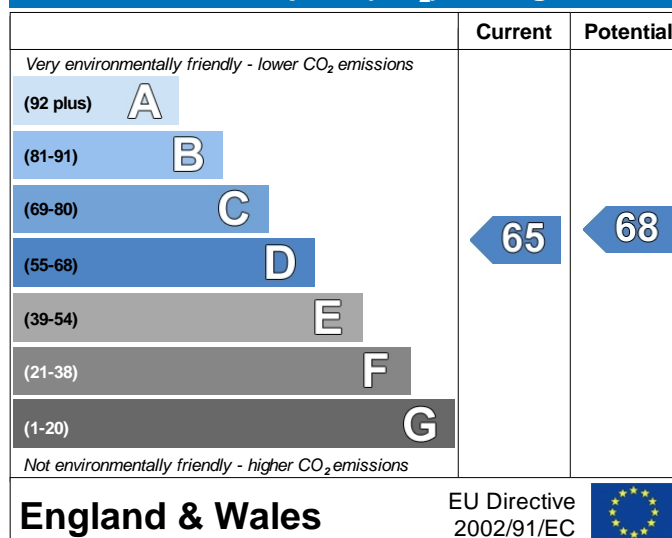 Current Potential
Very environmentally friendly - lower CO₂ emissions
(92 plus) A
(81-91) B
(69-80) C
(55-68) D
(39-54) E
(21-38) F
(1-20) G
65
68
Not environmentally friendly - higher CO₂ emissions
England & Wales
EU Directive
2002/91/EC